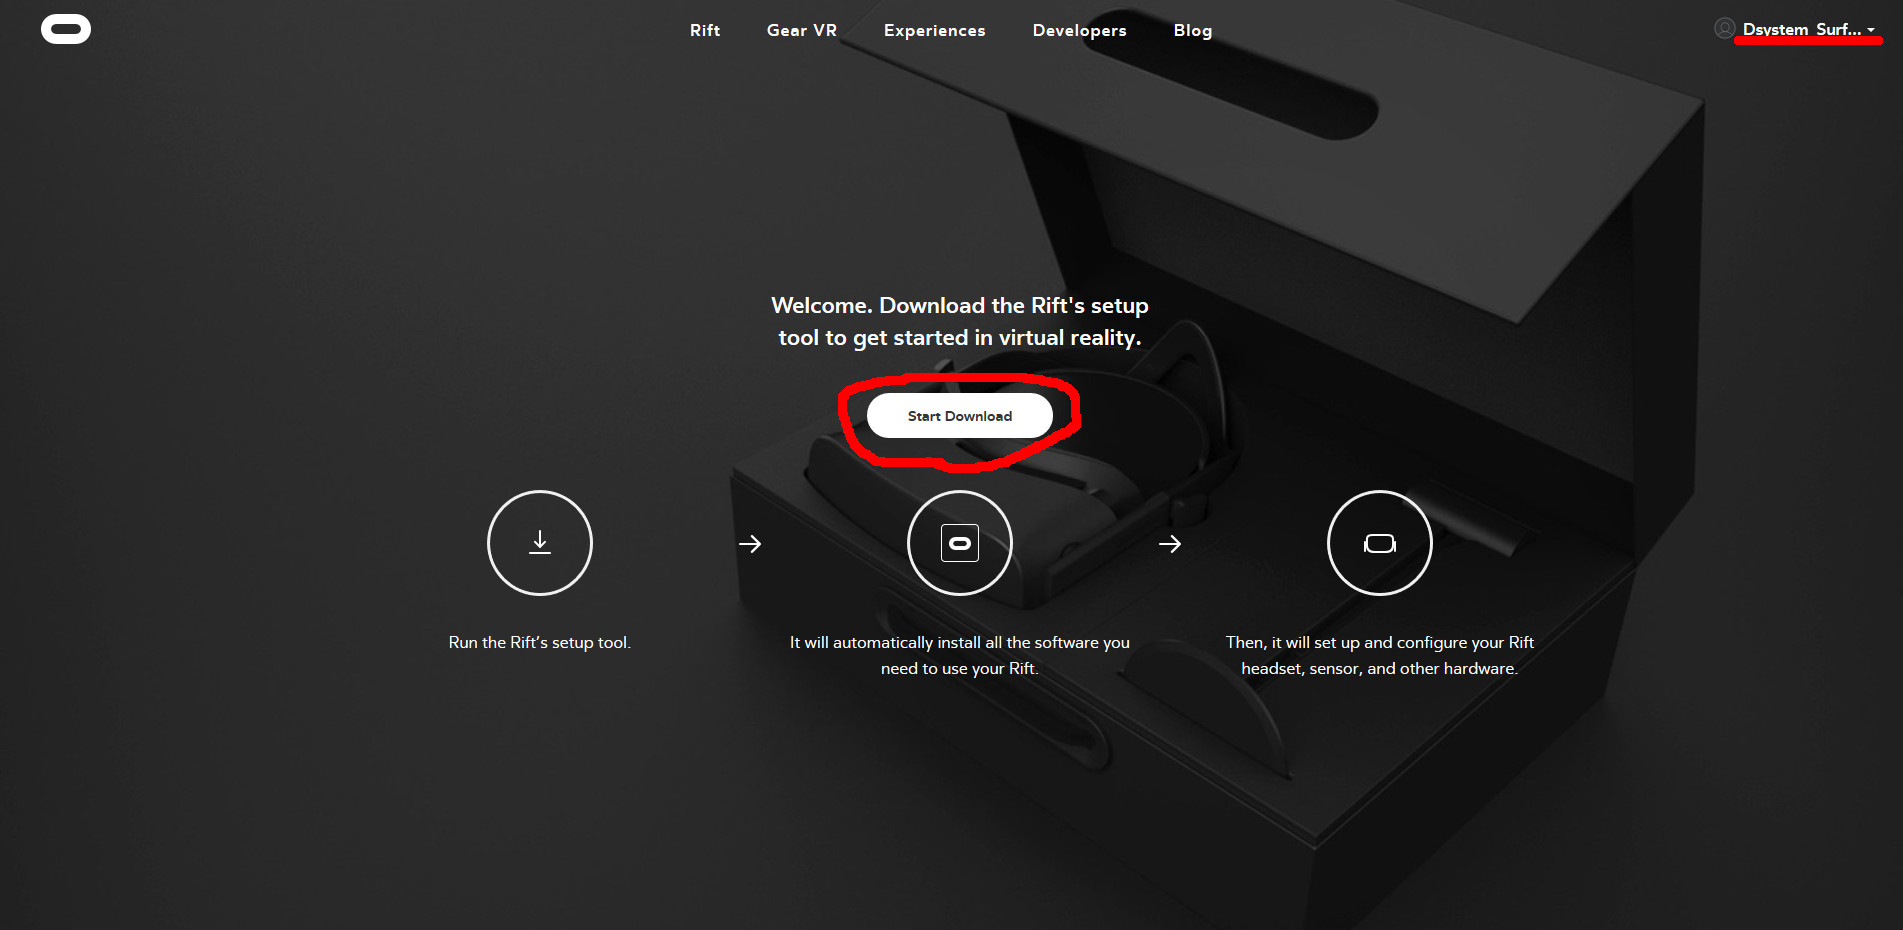 Rift Gear VR Experiences Developers Blog Dsystem Surf...
Welcome. Download the Rift's setup
tool to get started in virtual reality.
Start Download
Run the Rift’s setup tool.
It will automatically install all the software you
need to use your Rift.
Then, it will set up and configure your Rift
headset, sensor, and other hardware.